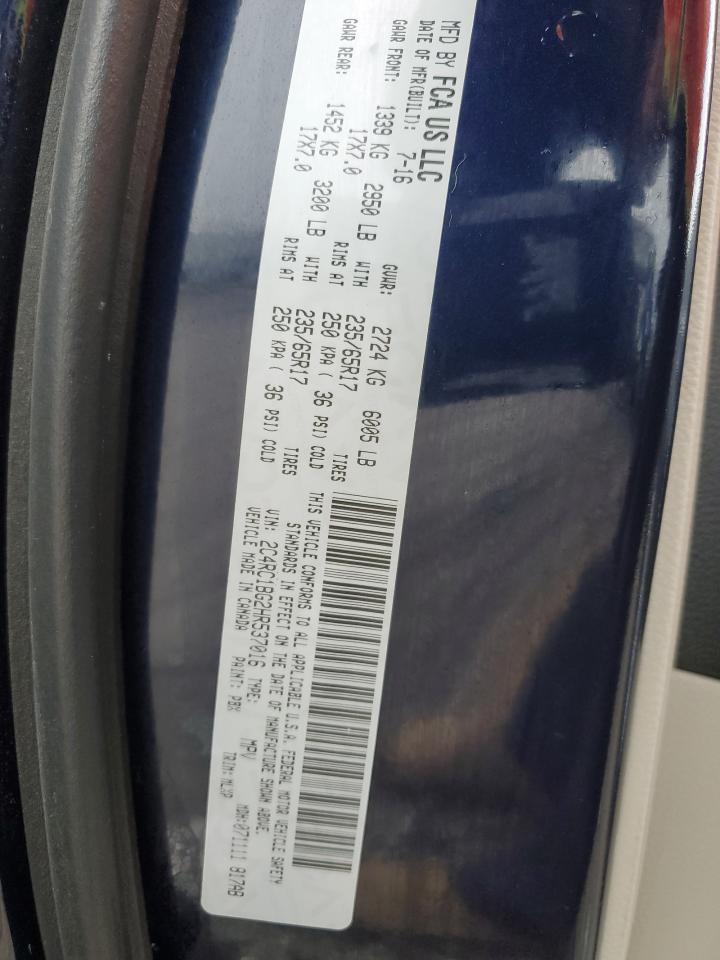 MFD BY FCA US LLC
DATE OF MFR(BUILT): 7-16 GVWR: 2724 KG 6005 LB
GAWR FRONT: 1339 KG 2950 LB WITH 235/65R17 TIRES
17X7.0 RIMS AT 250 KPA ( 36 PSI) COLD
GAWR REAR: 1452 KG 3200 LB WITH 235/65R17 TIRES
17X7.0 RIMS AT 250 KPA ( 36 PSI) COLD
THIS VEHICLE CONFORMS TO ALL APPLICABLE U.S.A. FEDERAL MOTOR VEHICLE SAFETY
STANDARDS IN EFFECT ON THE DATE OF MANUFACTURE SHOWN ABOVE.
VIN: 2C4RC1BG2HR537016 TYPE: MPV MDH:071111 817AB
VEHICLE MADE IN CANADA PAINT: PBX TRIM: